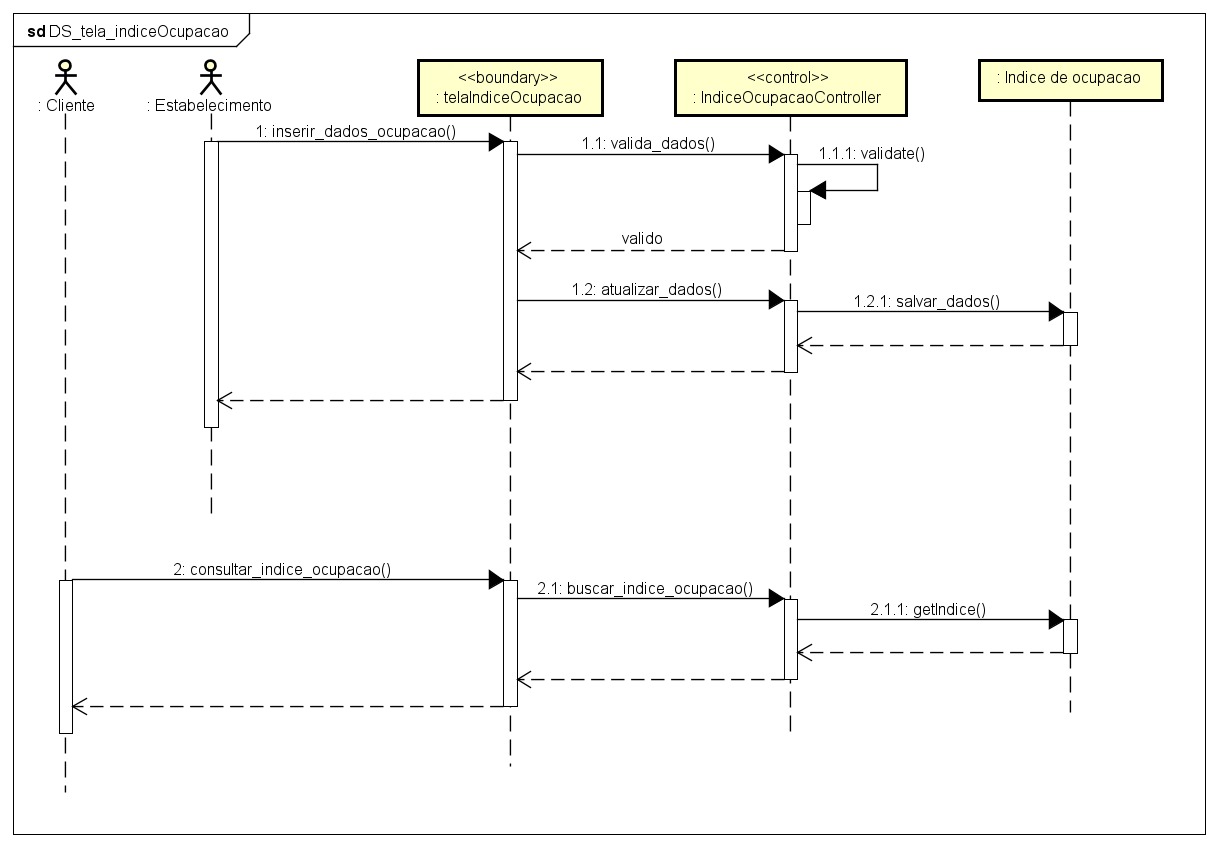 sd DS_tela_indiceOcupacao
: Cliente
: Estabelecimento
<<boundary>>
: telaIndiceOcupacao
<<control>>
: IndiceOcupacaoController
: Indice de ocupacao
1: inserir_dados_ocupacao()
1.1: valida_dados()
1.1.1: validate()
valido
1.2: atualizar_dados()
1.2.1: salvar_dados()
2: consultar_indice_ocupacao()
2.1: buscar_indice_ocupacao()
2.1.1: getIndice()